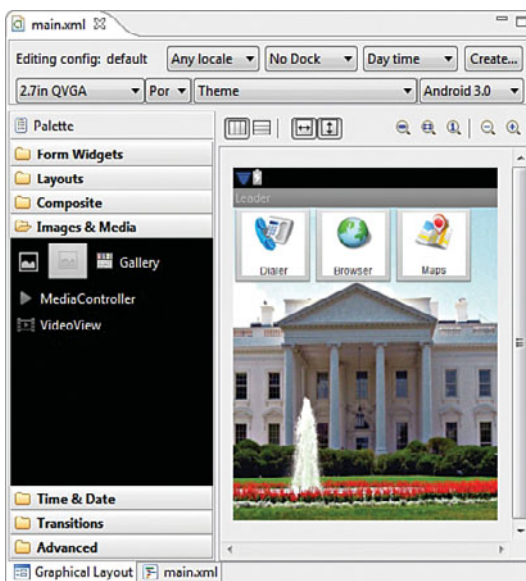 main.xml
Editing config: default Any locale No Dock Day time Create...
2.7in QVGA Por Theme Android 3.0
Palette
Form Widgets
Layouts
Composite
Images & Media
Gallery
MediaController
VideoView
Time & Date
Transitions
Advanced
Leader
Dialer Browser Maps
Graphical Layout main.xml